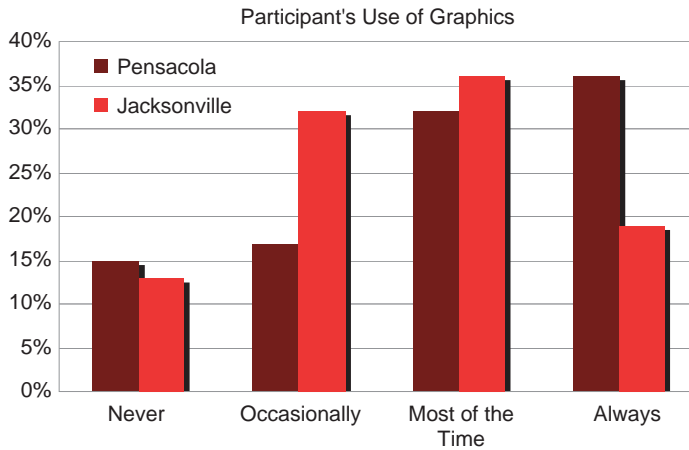 Participant's Use of Graphics
40%
35%
30%
25%
20%
15%
10%
5%
0%
Pensacola
Jacksonville
Never
Occasionally
Most of the
Time
Always